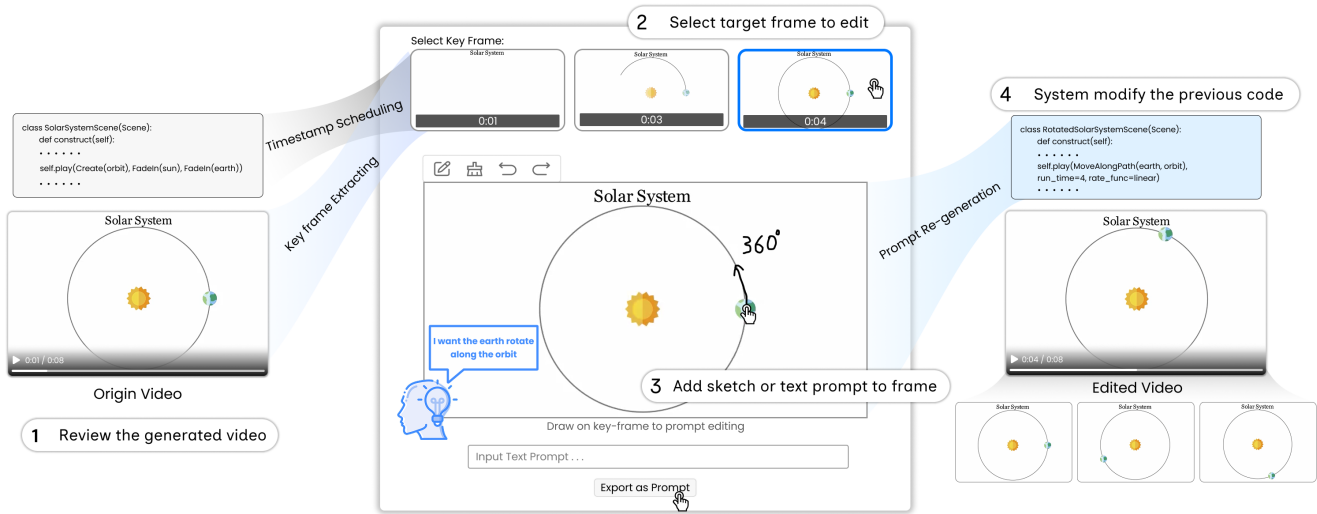 2 Select target frame to edit
Select Key Frame:
Solar System
0:01
Solar System
0:03
Solar System
0:04
Timestamp Scheduling
Key frame Extracting
class SolarSystemScene(Scene):
def construct(self):
. . . . . .
self.play(Create(orbit), FadeIn(sun), FadeIn(earth))
. . . . . .
Solar System
0:01 / 0:08
Origin Video
1 Review the generated video
Solar System
360°
I want the earth rotate
along the orbit
3 Add sketch or text prompt to frame
Draw on key-frame to prompt editing
Input Text Prompt . . .
Export as Prompt
Prompt Re-generation
4 System modify the previous code
class RotatedSolarSystemScene(Scene):
def construct(self):
. . . . . .
self.play(MoveAlongPath(earth, orbit),
run_time=4, rate_func=linear)
. . . . . .
Solar System
0:04 / 0:08
Edited Video
Solar System
Solar System
Solar System